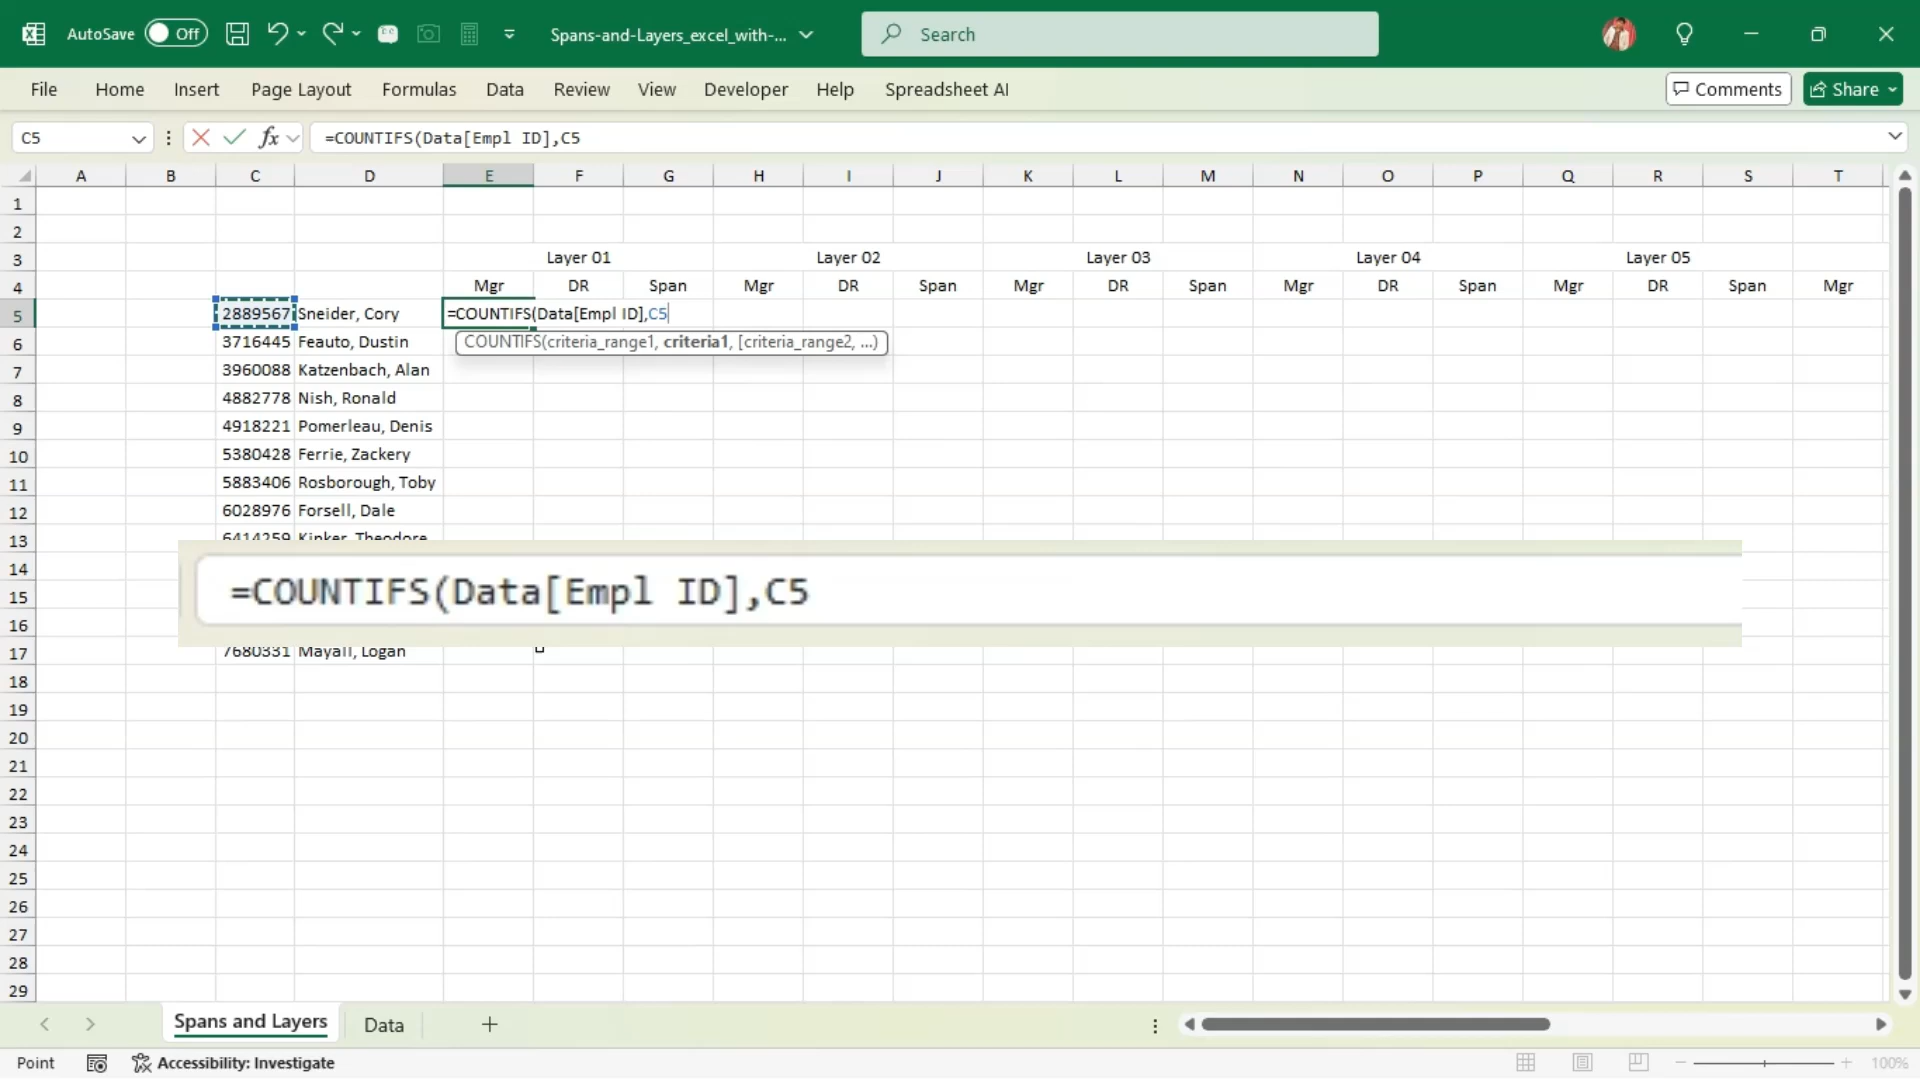 AutoSave Off Spans-and-Layers_excel_with-... Search
File Home Insert Page Layout Formulas Data Review View Developer Help Spreadsheet AI Comments Share
C5 fx =COUNTIFS(Data[Empl ID],C5
A B C D E F G H I J K L M N O P Q R S T
1
2
3 Layer 01 Layer 02 Layer 03 Layer 04 Layer 05
4 Mgr DR Span Mgr DR Span Mgr DR Span Mgr DR Span Mgr DR Span Mgr
5 2889567 Sneider, Cory =COUNTIFS(Data[Empl ID],C5
COUNTIFS(criteria_range1, criteria1, [criteria_range2, ...)
6 3716445 Feauto, Dustin
7 3960088 Katzenbach, Alan
8 4882778 Nish, Ronald
9 4918221 Pomerleau, Denis
10 5380428 Ferrie, Zackery
11 5883406 Rosborough, Toby
12 6028976 Forsell, Dale
13 6414259 Kinker, Theodore
14
=COUNTIFS(Data[Empl ID],C5
15
16
17 7680331 Mayall, Logan
18
19
20
21
22
23
24
25
26
27
28
29
Spans and Layers Data
Point Accessibility: Investigate 100%